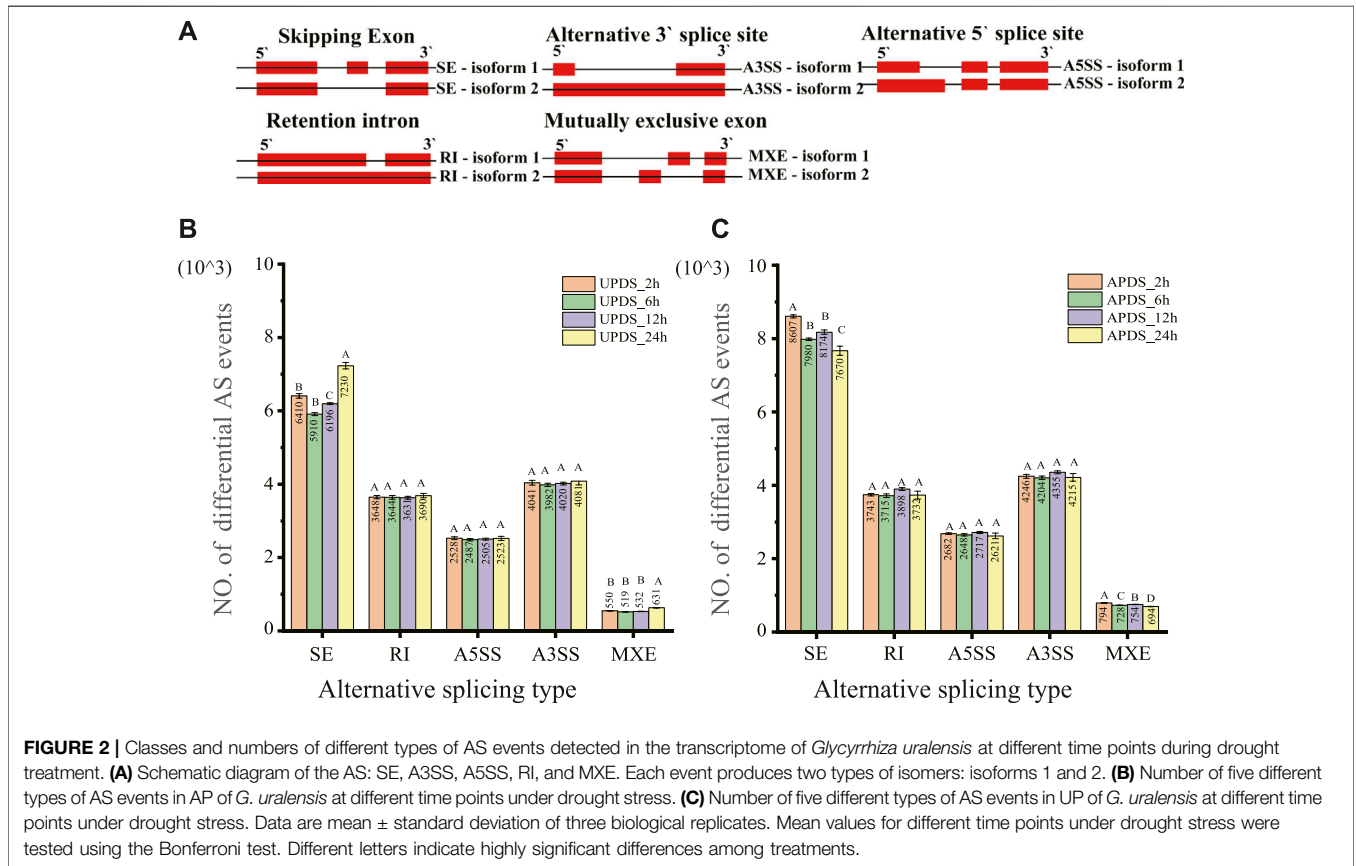 A
Skipping Exon
5` 3`
SE - isoform 1
SE - isoform 2
Alternative 3` splice site
5` 3`
A3SS - isoform 1
A3SS - isoform 2
Alternative 5` splice site
5` 3`
A5SS - isoform 1
A5SS - isoform 2
Retention intron
5` 3`
RI - isoform 1
RI - isoform 2
Mutually exclusive exon
5` 3`
MXE - isoform 1
MXE - isoform 2
B
(10^3)
NO. of differential AS events
10
8
6
4
2
0
UPDS_2h
UPDS_6h
UPDS_12h
UPDS_24h
B B C A
6410 5910 6196 7230
A A A A
3648 3644 3631 3690
A A A A
2528 2487 2505 2523
A A A A
4041 3982 4020 4081
B B B A
550 519 532 631
SE RI A5SS A3SS MXE
Alternative splicing type
C
(10^3)
NO. of differential AS events
10
8
6
4
2
0
APDS_2h
APDS_6h
APDS_12h
APDS_24h
A B B C
8607 7980 8174 7670
A A A A
3743 3715 3898 3732
A A A A
2682 2648 2717 2621
A A A A
4246 4204 4355 4215
A C B D
794 728 754 694
SE RI A5SS A3SS MXE
Alternative splicing type
FIGURE 2 | Classes and numbers of different types of AS events detected in the transcriptome of Glycyrrhiza uralensis at different time points during drought
treatment. (A) Schematic diagram of the AS: SE, A3SS, A5SS, RI, and MXE. Each event produces two types of isomers: isoforms 1 and 2. (B) Number of five different
types of AS events in AP of G. uralensis at different time points under drought stress. (C) Number of five different types of AS events in UP of G. uralensis at different time
points under drought stress. Data are mean ± standard deviation of three biological replicates. Mean values for different time points under drought stress were
tested using the Bonferroni test. Different letters indicate highly significant differences among treatments.